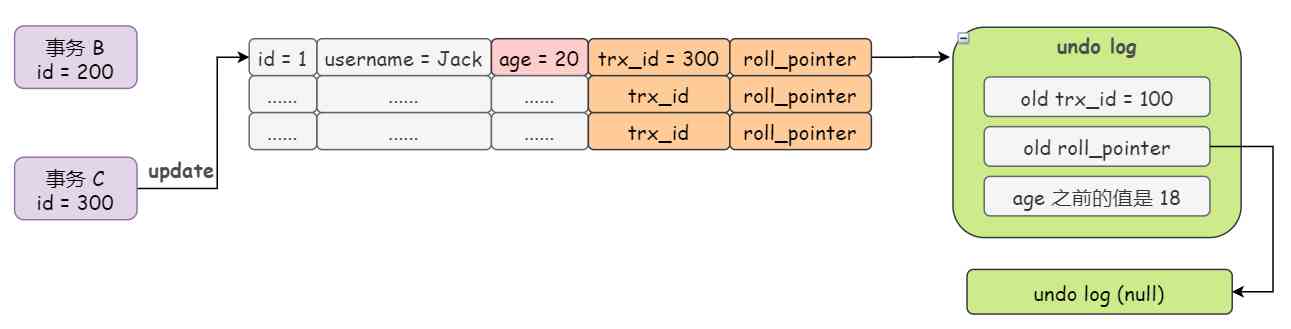 事务 B
id = 200
事务 C
id = 300
update
id = 1 username = Jack age = 20 trx_id = 300 roll_pointer
...... ...... ...... trx_id roll_pointer
...... ...... ...... trx_id roll_pointer
undo log
old trx_id = 100
old roll_pointer
age 之前的值是 18
undo log (null)